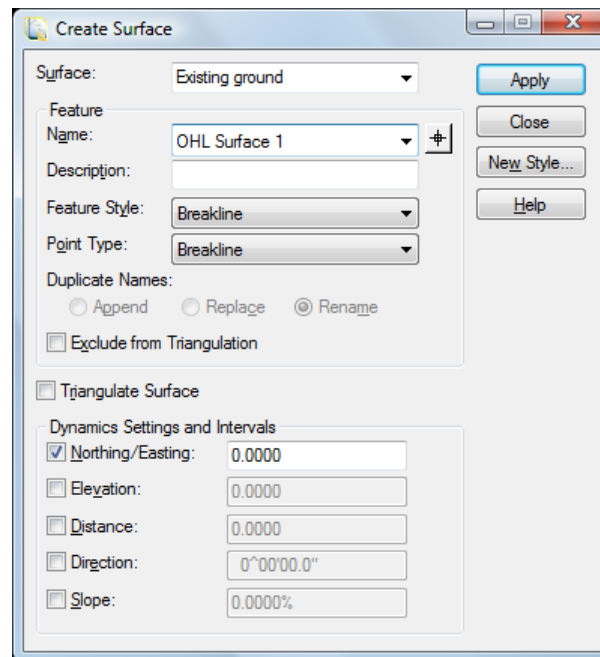 Create Surface
Surface: Existing ground
Apply
Feature
Close
Name: OHL Surface 1
New Style...
Description:
Help
Feature Style: Breakline
Point Type: Breakline
Duplicate Names:
Append Replace Rename
Exclude from Triangulation
Triangulate Surface
Dynamics Settings and Intervals
Northing/Easting: 0.0000
Elevation: 0.0000
Distance: 0.0000
Direction: 0^00'00.0"
Slope: 0.0000%